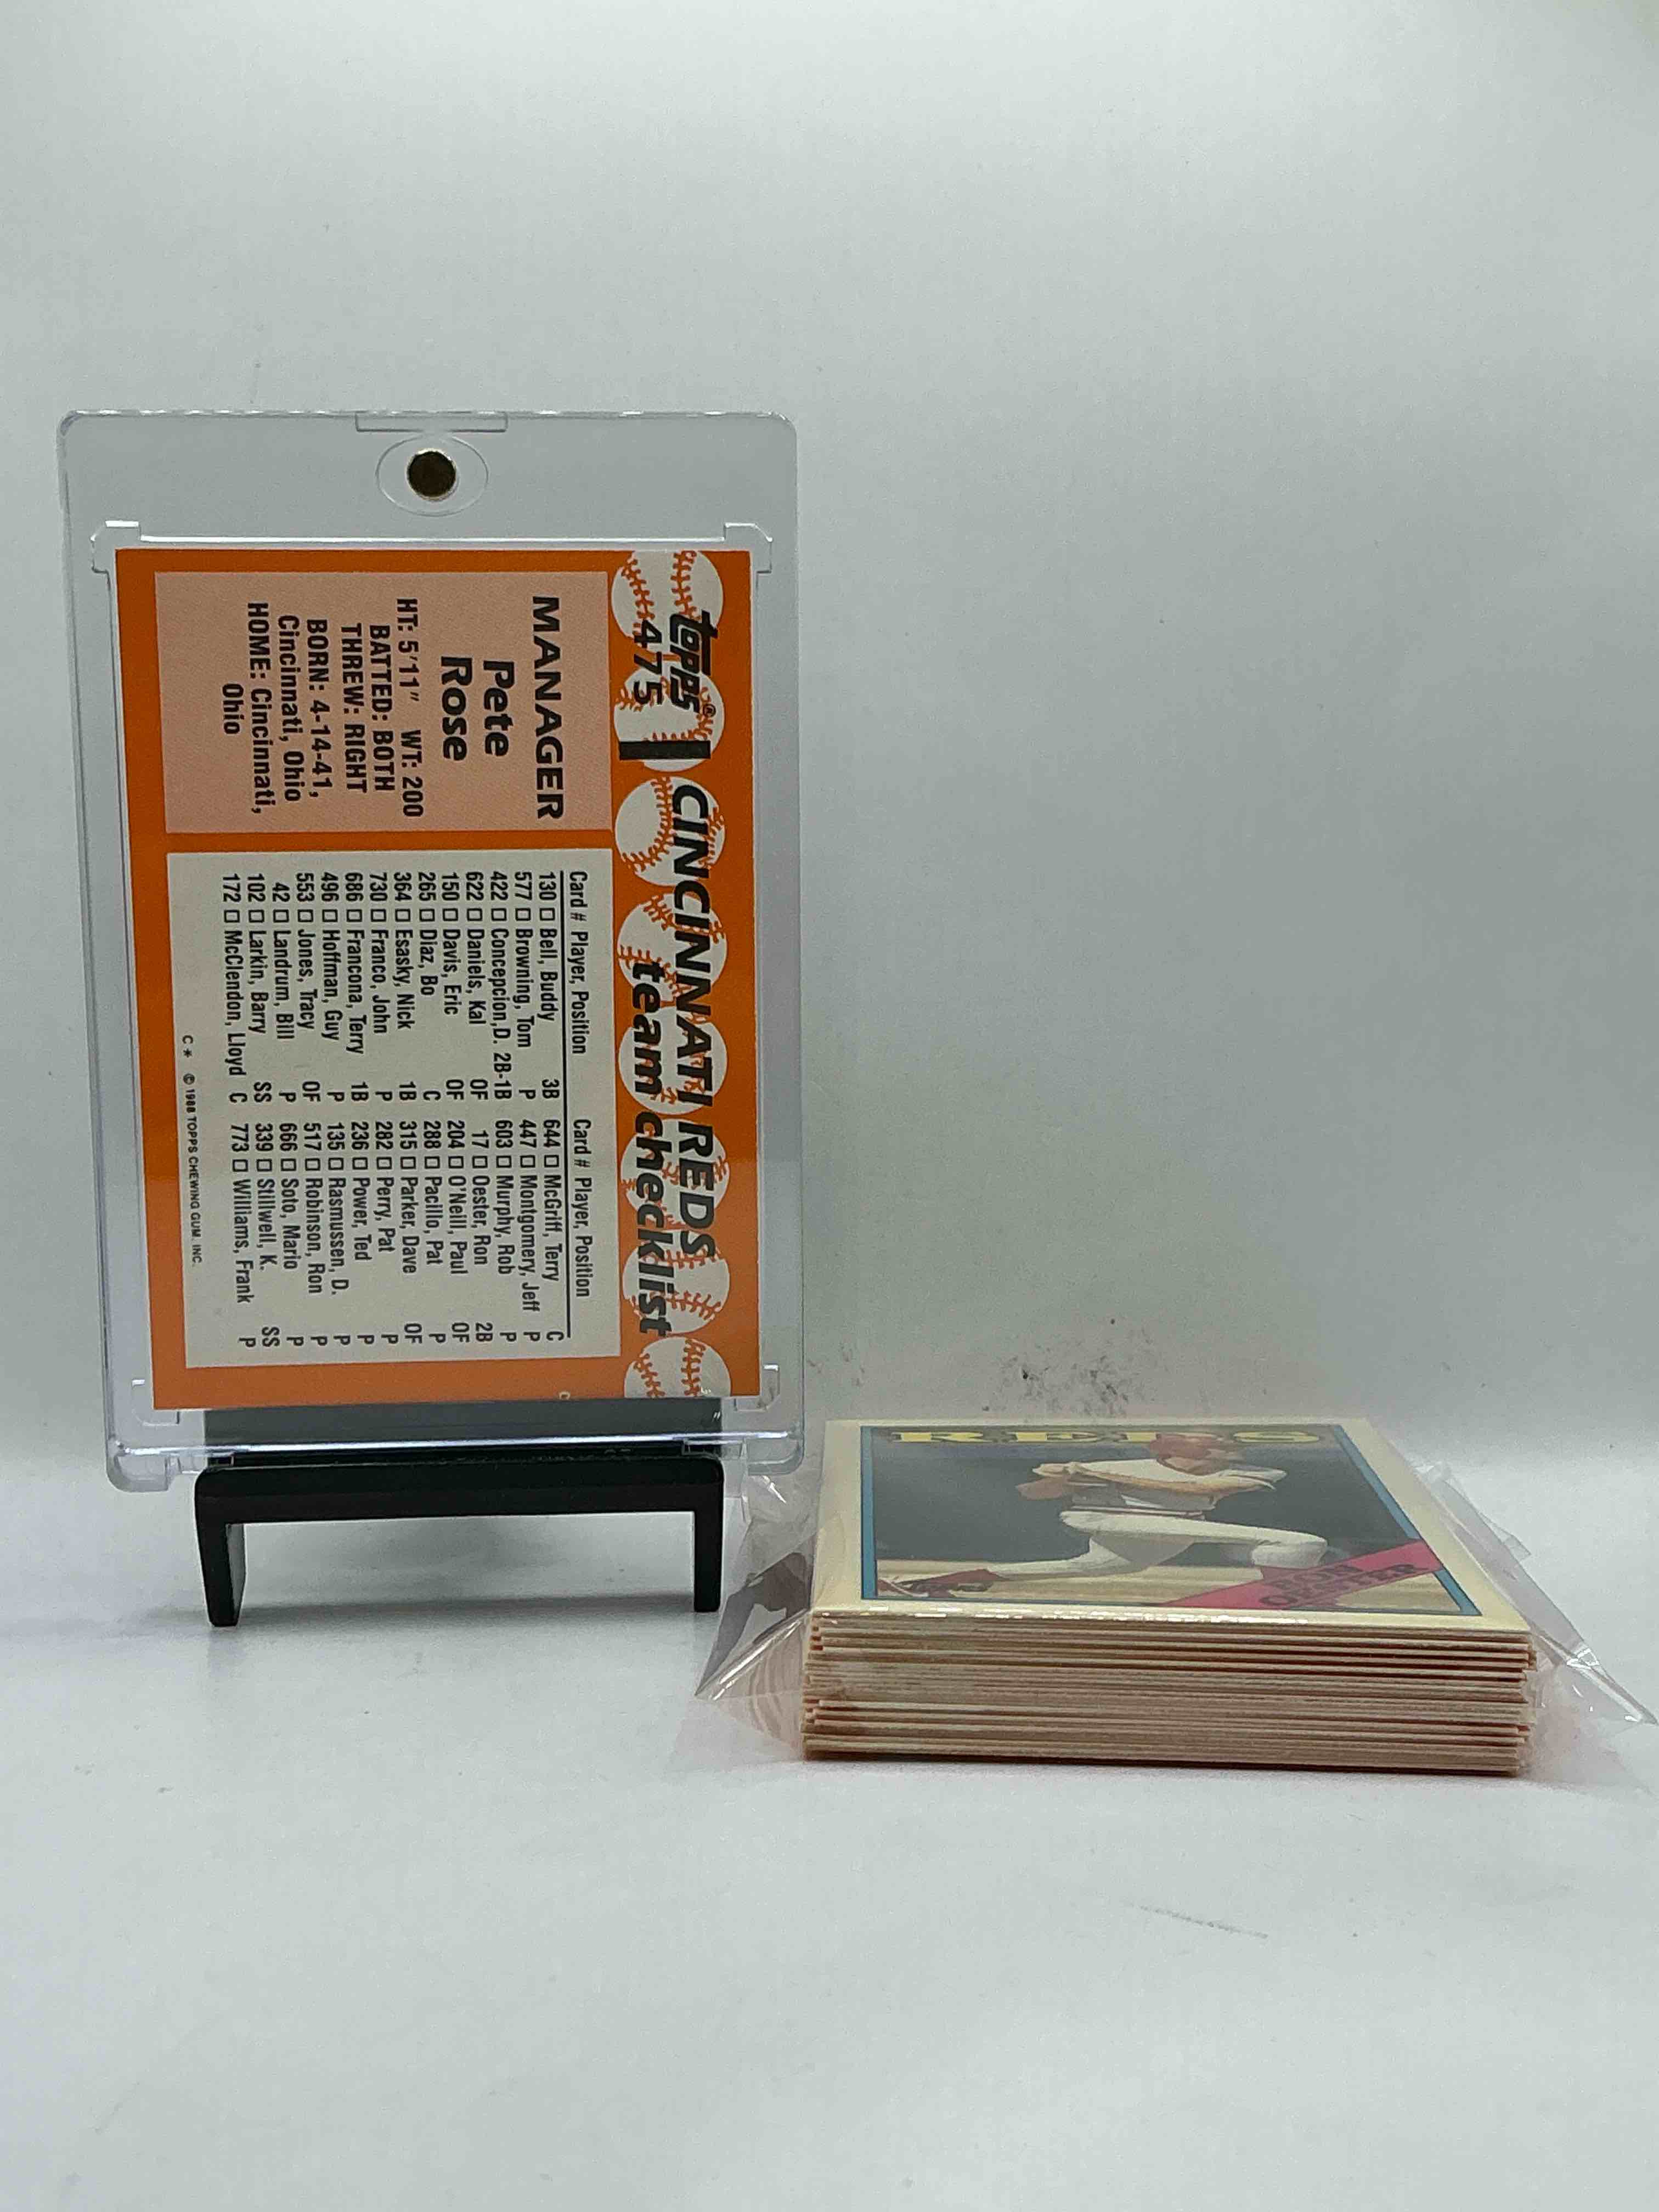 topps® CINCINNATI REDS
475 team checklist
MANAGER
Pete
Rose
HT: 5'11" WT: 200
BATTED: BOTH
THREW: RIGHT
BORN: 4-14-41,
Cincinnati, Ohio
HOME: Cincinnati,
Ohio
Card # Player, Position
130 ☐ Bell, Buddy 3B
577 ☐ Browning, Tom P
422 ☐ Concepcion, D. 2B-1B
622 ☐ Daniels, Kal OF
150 ☐ Davis, Eric OF
265 ☐ Diaz, Bo C
364 ☐ Esasky, Nick 1B
730 ☐ Franco, John P
686 ☐ Francona, Terry 1B
496 ☐ Hoffman, Guy P
553 ☐ Jones, Tracy OF
42 ☐ Landrum, Bill P
102 ☐ Larkin, Barry SS
172 ☐ McClendon, Lloyd C
Card # Player, Position
644 ☐ McGriff, Terry C
447 ☐ Montgomery, Jeff P
603 ☐ Murphy, Rob P
17 ☐ Oester, Ron 2B
204 ☐ O'Neill, Paul OF
288 ☐ Pacillo, Pat P
315 ☐ Parker, Dave OF
282 ☐ Perry, Pat P
236 ☐ Power, Ted P
135 ☐ Rasmussen, D. P
517 ☐ Robinson, Ron P
666 ☐ Soto, Mario P
339 ☐ Stillwell, K. SS
773 ☐ Williams, Frank P
C* © 1988 TOPPS CHEWING GUM, INC.
REDS
RON
OESTER